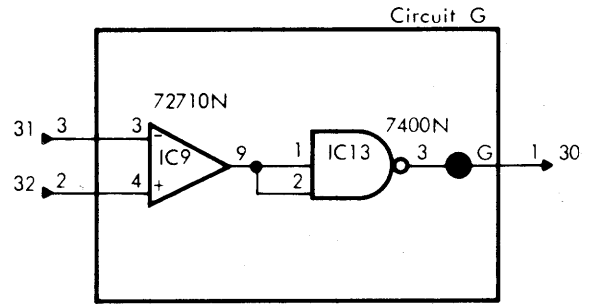 Circuit G
72710N
7400N
31 3 3 - IC9 9 1 IC13 3 G 1 30
32 2 4 + 2